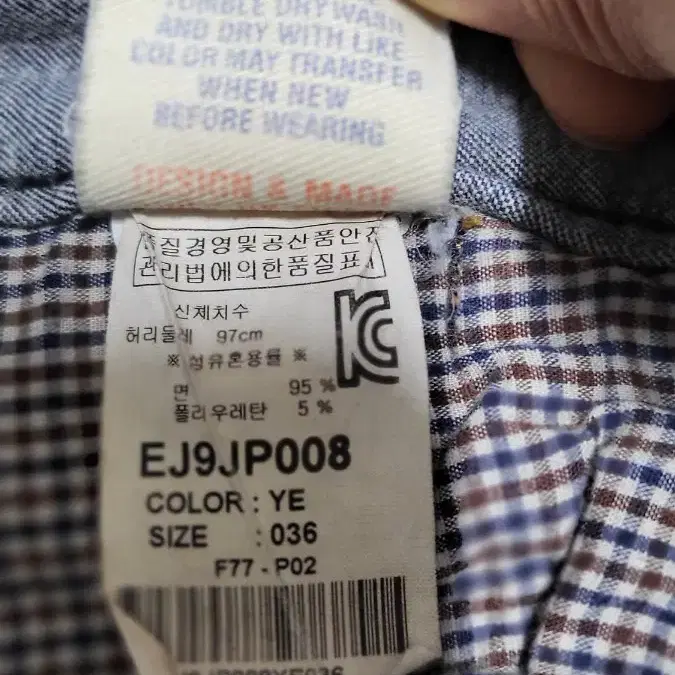 TUMBLE DRY WASH
AND DRY WITH LIKE
COLOR MAY TRANSFER
WHEN NEW
BEFORE WEARING
DESIGN & MADE
품질경영및공산품안전
관리법에의한품질표시
신체치수
허리둘레 97cm
※ 섬유혼용률 ※
면 95 %
폴리우레탄 5 %
EJ9JP008
COLOR : YE
SIZE : 036
F77 - P02